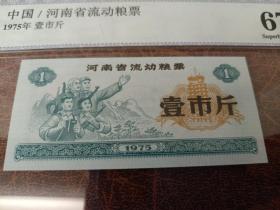 中国 / 河南省流动粮票
1975年 壹市斤
67
Superb
1
河南省流动粮票
1
壹市斤
1975